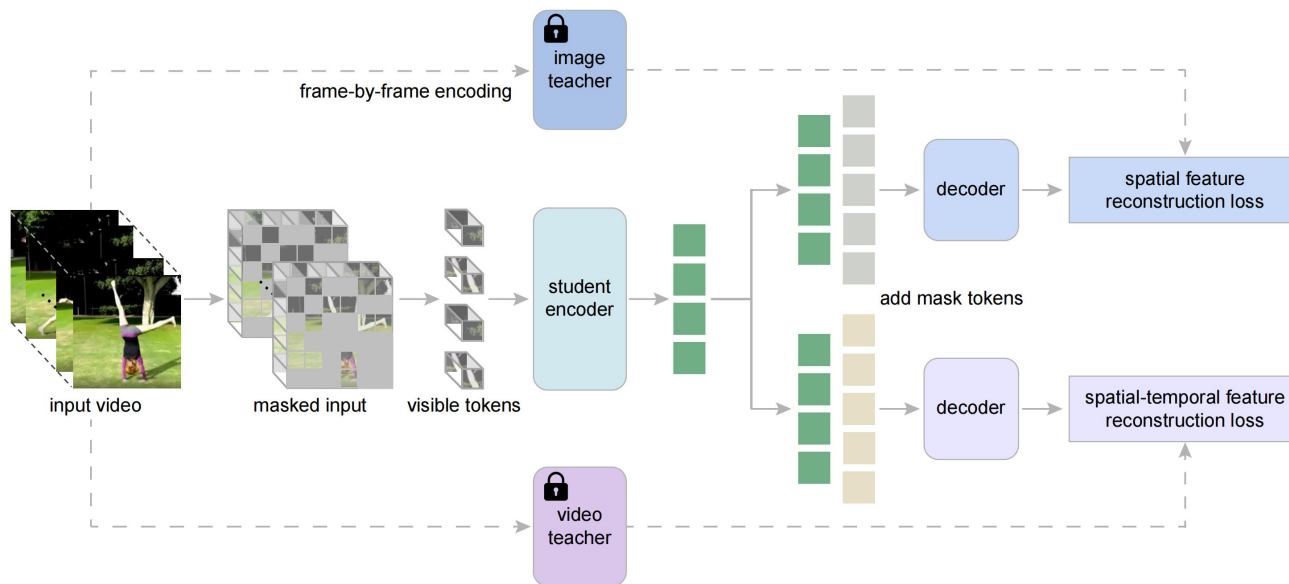 image
teacher
frame-by-frame encoding
input video
masked input
visible tokens
student
encoder
add mask tokens
decoder
spatial feature
reconstruction loss
decoder
spatial-temporal feature
reconstruction loss
video
teacher